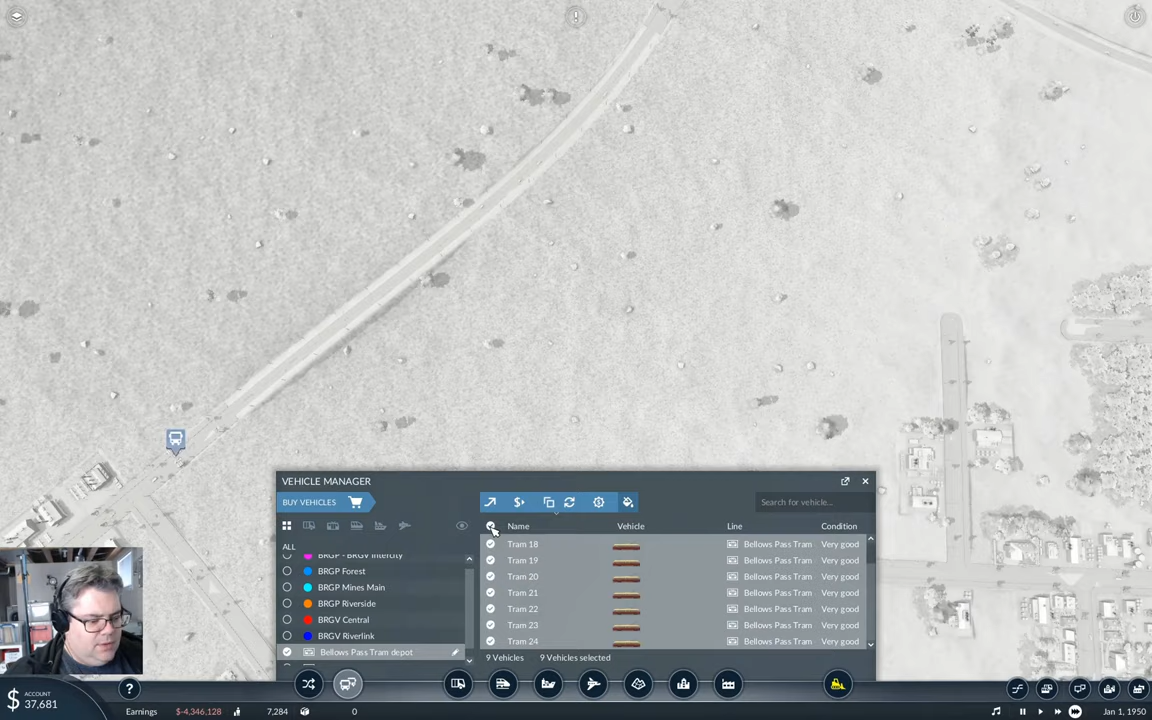 VEHICLE MANAGER
BUY VEHICLES
Search for vehicle...
Name Vehicle Line Condition
ALL
BRGP - BRGV Intercity
BRGP Forest
BRGP Mines Main
BRGP Riverside
BRGV Central
BRGV Riverlink
Bellows Pass Tram depot
Tram 18 Bellows Pass Tram Very good
Tram 19 Bellows Pass Tram Very good
Tram 20 Bellows Pass Tram Very good
Tram 21 Bellows Pass Tram Very good
Tram 22 Bellows Pass Tram Very good
Tram 23 Bellows Pass Tram Very good
Tram 24 Bellows Pass Tram Very good
9 Vehicles 9 Vehicles selected
$ ACCOUNT
37,681
?
Earnings $-4,346,128 7,284 0 Jan 1, 1950